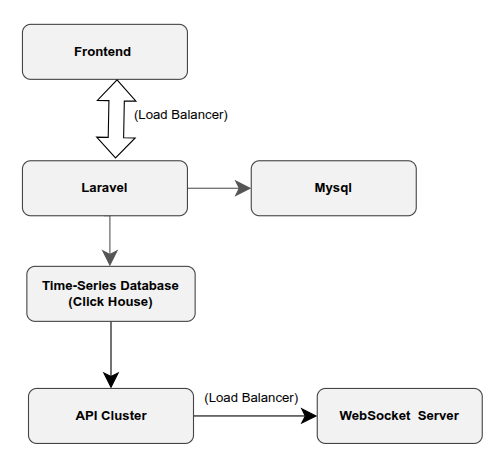 Frontend
(Load Balancer)
Laravel
Mysql
Time-Series Database
(Click House)
(Load Balancer)
API Cluster
WebSocket Server